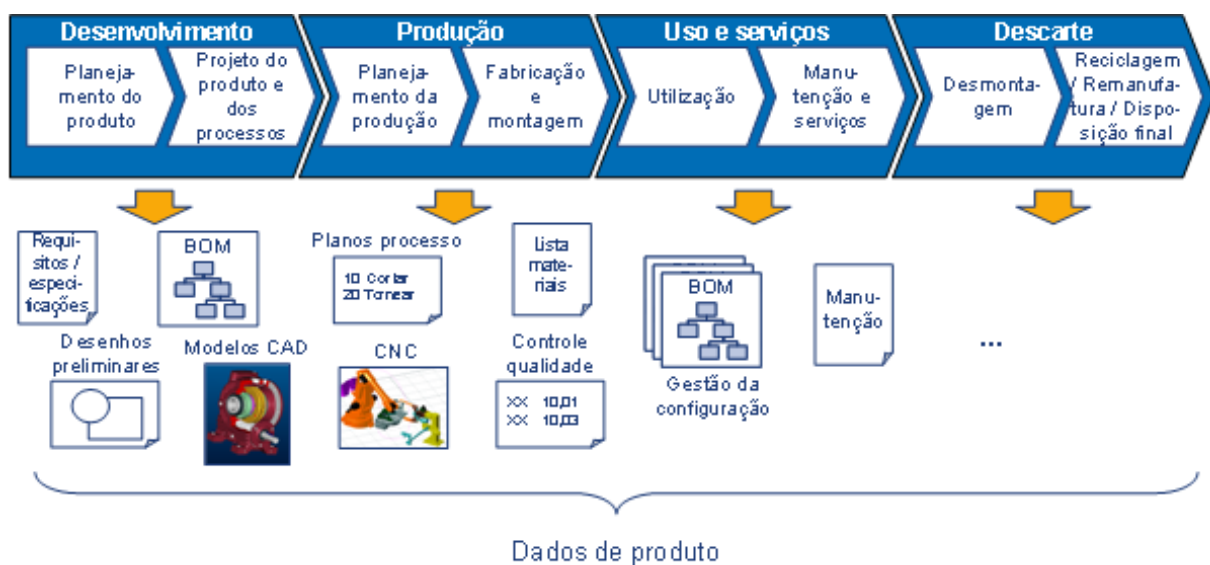 Desenvolvimento
Produção
Uso e serviços
Descarte
Planeja-
mento do
produto
Projeto do
produto e
dos
processos
Planeja-
mento da
produção
Fabricação
e
montagem
Utilização
Manu-
tenção e
serviços
Desmonta-
gem
Reciclagem
/ Remanufa-
tura / Dispo-
sição final
Requi-
sitos /
especi-
ficações
BOM
Planos processo
10 Cortar
20 Tornear
Lista
mate-
riais
BOM
Manu-
tenção
Desenhos
preliminares
Modelos CAD
CNC
Controle
qualidade
XX 10,01
XX 10,03
Gestão da
configuração
...
Dados de produto